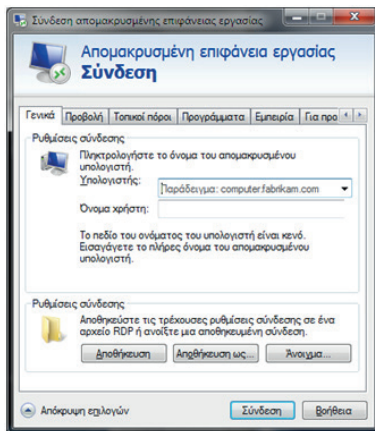 Σύνδεση απομακρυσμένης επιφάνειας εργασίας
Απομακρυσμένη επιφάνεια εργασίας
Σύνδεση
Γενικά Προβολή Τοπικοί πόροι Προγράμματα Εμπειρία Για προ
Ρυθμίσεις σύνδεσης
Πληκτρολογήστε το όνομα του απομακρυσμένου
υπολογιστή.
Υπολογιστής: Παράδειγμα: computer.fabrikam.com
Όνομα χρήστη:
Το πεδίο του ονόματος του υπολογιστή είναι κενό.
Εισαγάγετε το πλήρες όνομα του απομακρυσμένου
υπολογιστή.
Ρυθμίσεις σύνδεσης
Αποθηκεύστε τις τρέχουσες ρυθμίσεις σύνδεσης σε ένα
αρχείο RDP ή ανοίξτε μια αποθηκευμένη σύνδεση.
Αποθήκευση Αποθήκευση ως... Άνοιγμα...
Απόκρυψη επιλογών Σύνδεση Βοήθεια